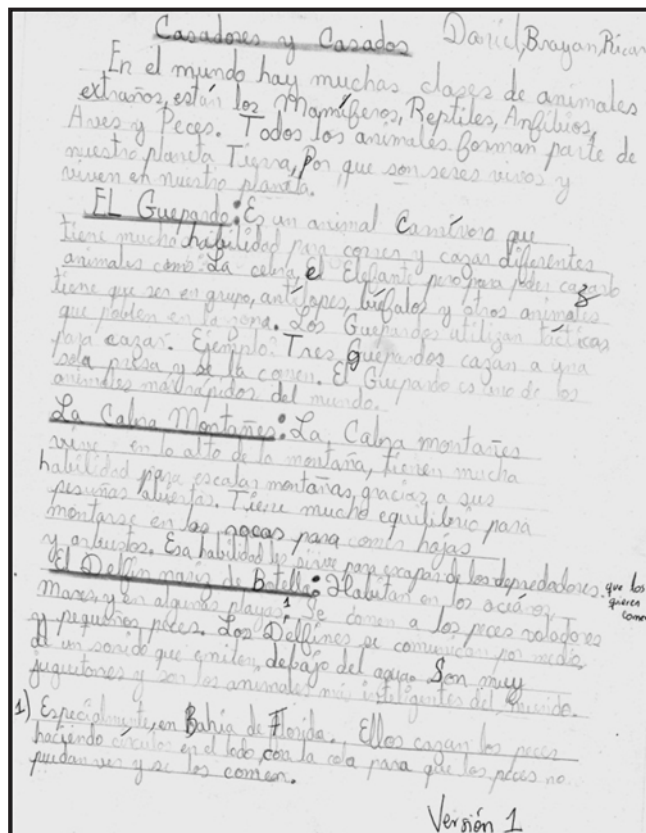 Casadores y Casados Daniel, Brayan, Ricar
En el mundo hay muchas clases de animales
extraños, están los Mamíferos, Reptiles, Anfibios,
Aves y Peces. Todos los animales forman parte de
nuestro planeta Tierra, Por que son seres vivos y
viven en nuestro planeta.
EL Guepardo: Es un animal Carnívoro que
tiene mucha habilidad para correr y cazar diferentes
animales como: La cebra, el Elefante pero para poder cazarlo
tiene que ser en grupo, antílopes, búfalos y otros animales
que poblen en la zona. Los Guepardos utilizan tácticas
para cazar. Ejemplo: Tres guepardos cazan a una
sola presa y se la comen. El Guepardo es uno de los
animales más rápidos del mundo.
La Cabra Montañes: La Cabra montañes
vive en lo alto de la montaña, tienen mucha
habilidad para escalar montañas, gracias a sus
pesuñas abiertas. Tiene mucho equilibrio para
montarse en las rocas para comer hojas
y arbustos. Esa habilidad les sirve para escapar de los depredadores. que los quieren comer
El Delfín nariz de Botella: Habitan en los océanos,
mares, y en algunas playas.¹ Se comen a los peces voladores
y pequeños peces. Los Delfines se comunican por medio
de un sonido que emiten, debajo del agua. Son muy
juguetones y son los animales más inteligentes del mundo.
1) Especialmente, en Bahía de Florida. Ellos cazan los peces
haciendo círculos en el lodo, con la cola para que los peces no
puedan ver y se los comen.
Versión 1